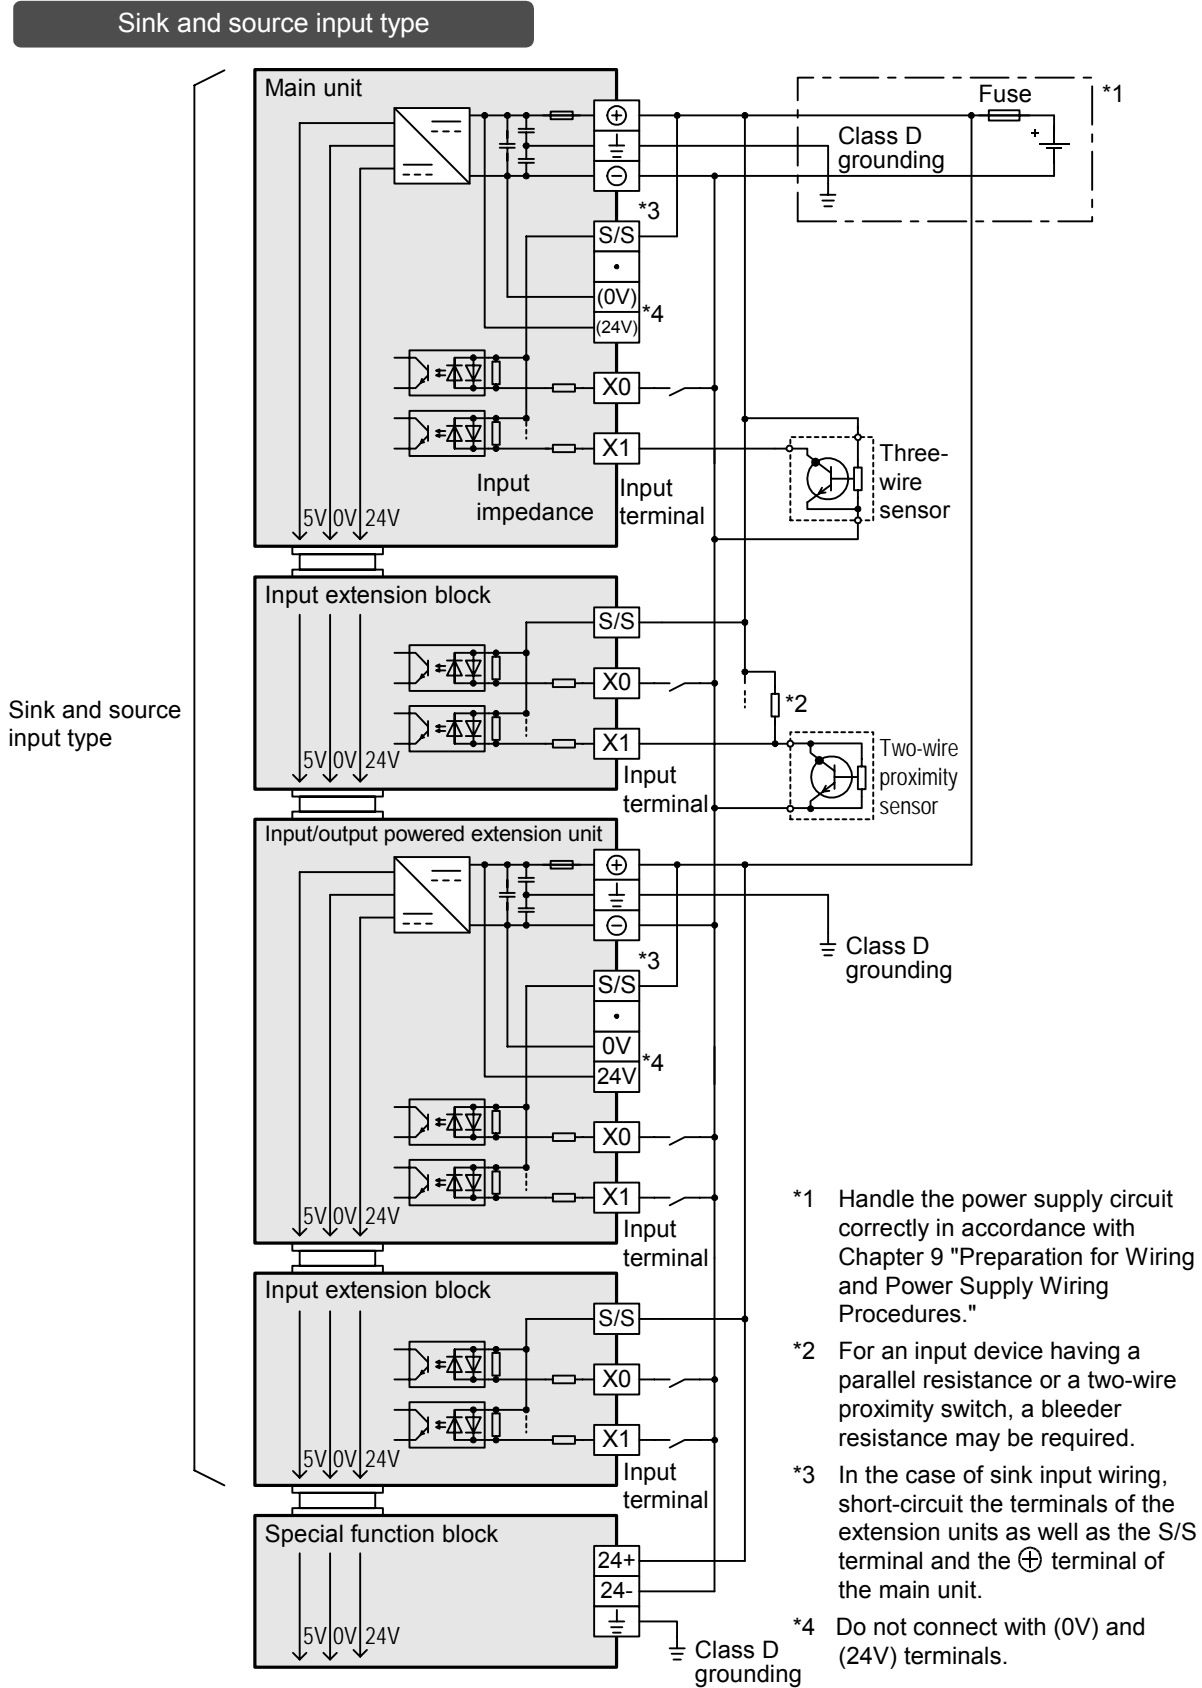 Sink and source input type
Main unit
Fuse
*1
+
Class D
grounding
*3
S/S
(0V)
*4
(24V)
X0
X1
Three-
wire
sensor
Input
impedance
Input
terminal
5V 0V 24V
Input extension block
S/S
X0
*2
X1
Sink and source
input type
5V 0V 24V
Input
terminal
Two-wire
proximity
sensor
Input/output powered extension unit
Class D
grounding
*3
S/S
0V
*4
24V
X0
X1
5V 0V 24V
Input
terminal
Input extension block
S/S
X0
X1
5V 0V 24V
Input
terminal
Special function block
24+
24-
5V 0V 24V
Class D
grounding
*1 Handle the power supply circuit
correctly in accordance with
Chapter 9 "Preparation for Wiring
and Power Supply Wiring
Procedures."
*2 For an input device having a
parallel resistance or a two-wire
proximity switch, a bleeder
resistance may be required.
*3 In the case of sink input wiring,
short-circuit the terminals of the
extension units as well as the S/S
terminal and the ⊕ terminal of
the main unit.
*4 Do not connect with (0V) and
(24V) terminals.